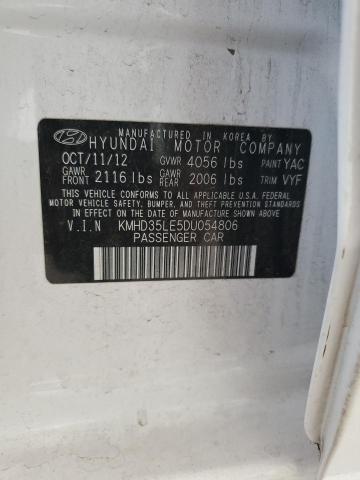 MANUFACTURED IN KOREA BY
HYUNDAI MOTOR COMPANY
OCT/11/12 GVWR 4056 lbs PAINT YAC
GAWR FRONT 2116 lbs GAWR REAR 2006 lbs TRIM VYF
THIS VEHICLE CONFORMS TO ALL APPLICABLE U.S.A. FEDERAL
MOTOR VEHICLE SAFETY, BUMPER, AND THEFT PREVENTION
STANDARDS IN EFFECT ON THE DATE OF MANUFACTURE SHOWN ABOVE.
V.I.N KMHD35LE5DU054806
PASSENGER CAR